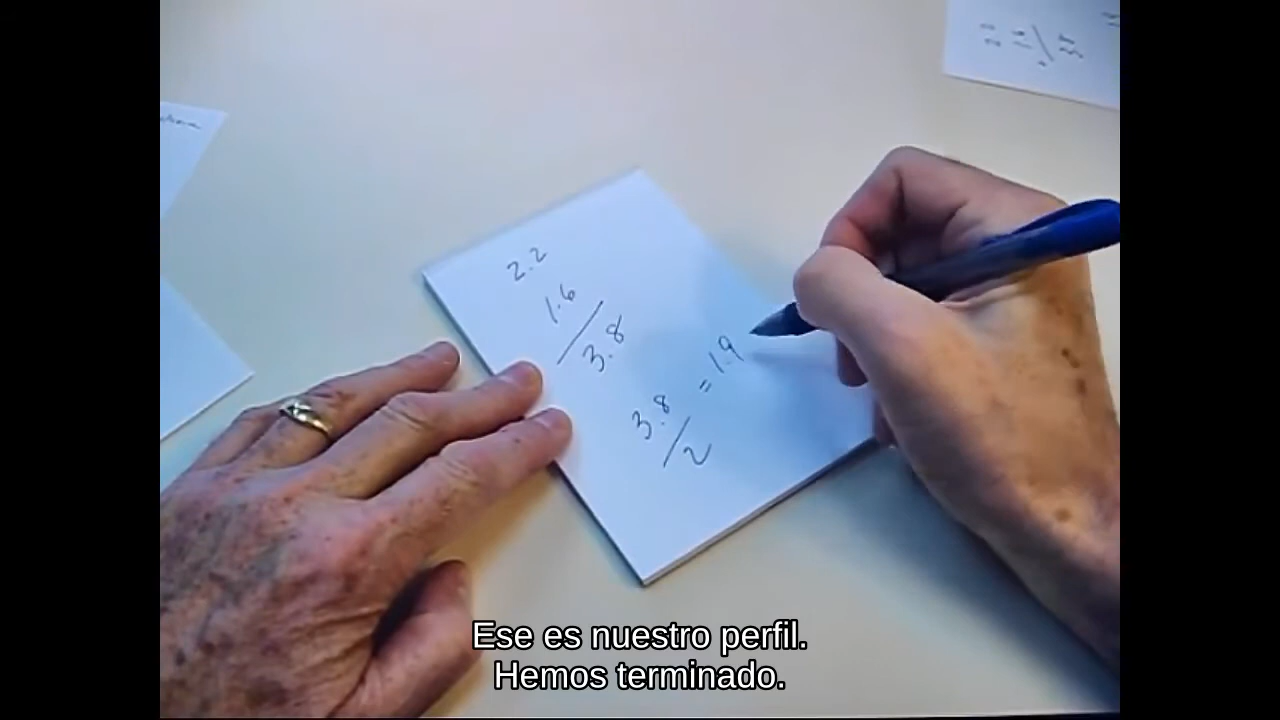 2.2
1.6
3.8
3.8
/2 = 1.9
Ese es nuestro perfil.
Hemos terminado.